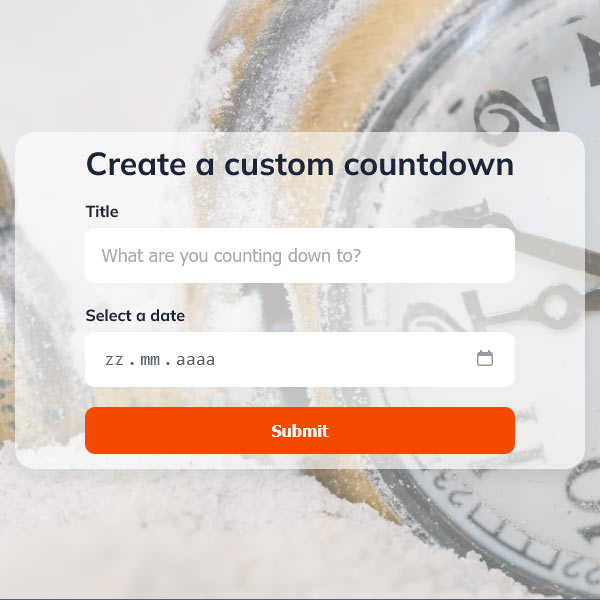 Create a custom countdown
Title
What are you counting down to?
Select a date
zz.mm.aaaa
Submit